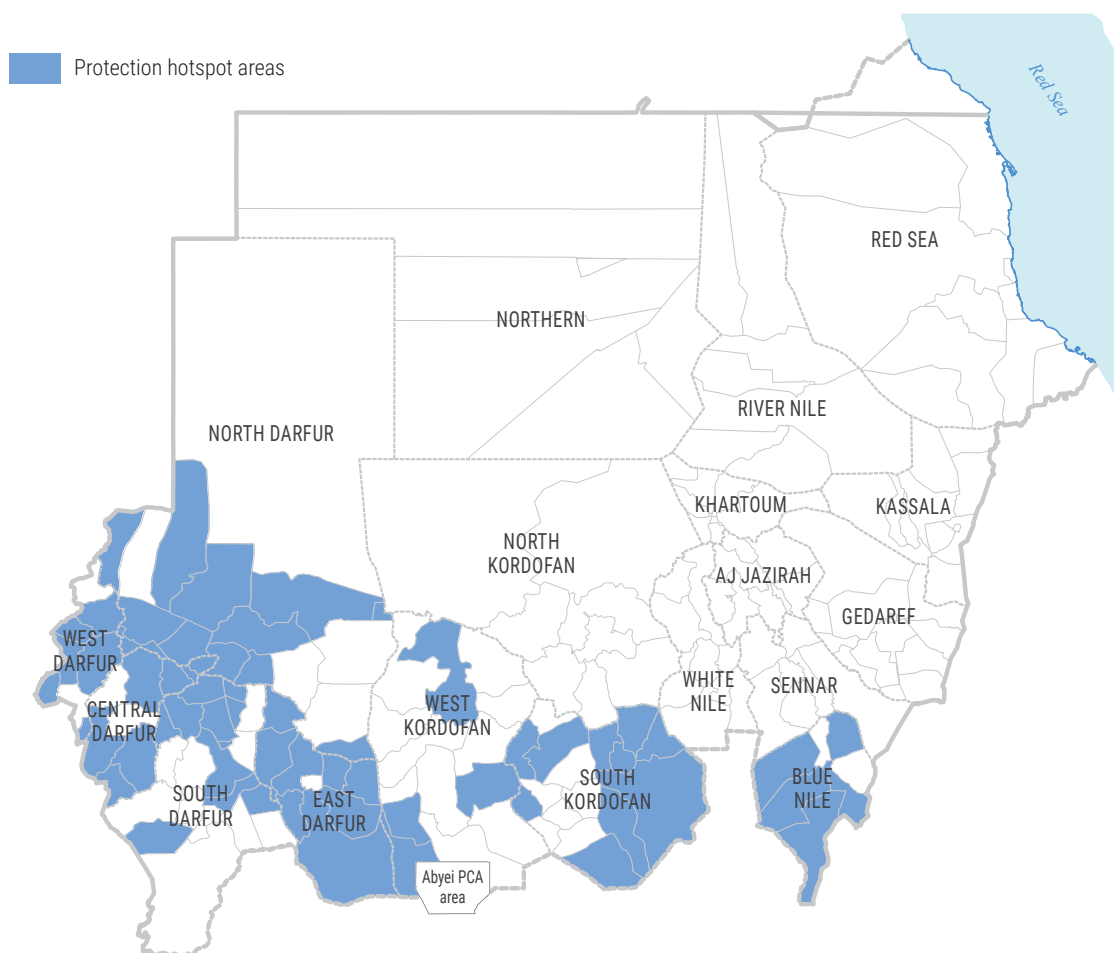 Protection hotspot areas
Red Sea
RED SEA
NORTHERN
RIVER NILE
NORTH DARFUR
KHARTOUM
KASSALA
NORTH
KORDOFAN
AJ JAZIRAH
GEDAREF
WEST
DARFUR
WHITE
NILE
SENNAR
CENTRAL
DARFUR
WEST
KORDOFAN
SOUTH
DARFUR
EAST
DARFUR
SOUTH
KORDOFAN
BLUE
NILE
Abyei PCA
area